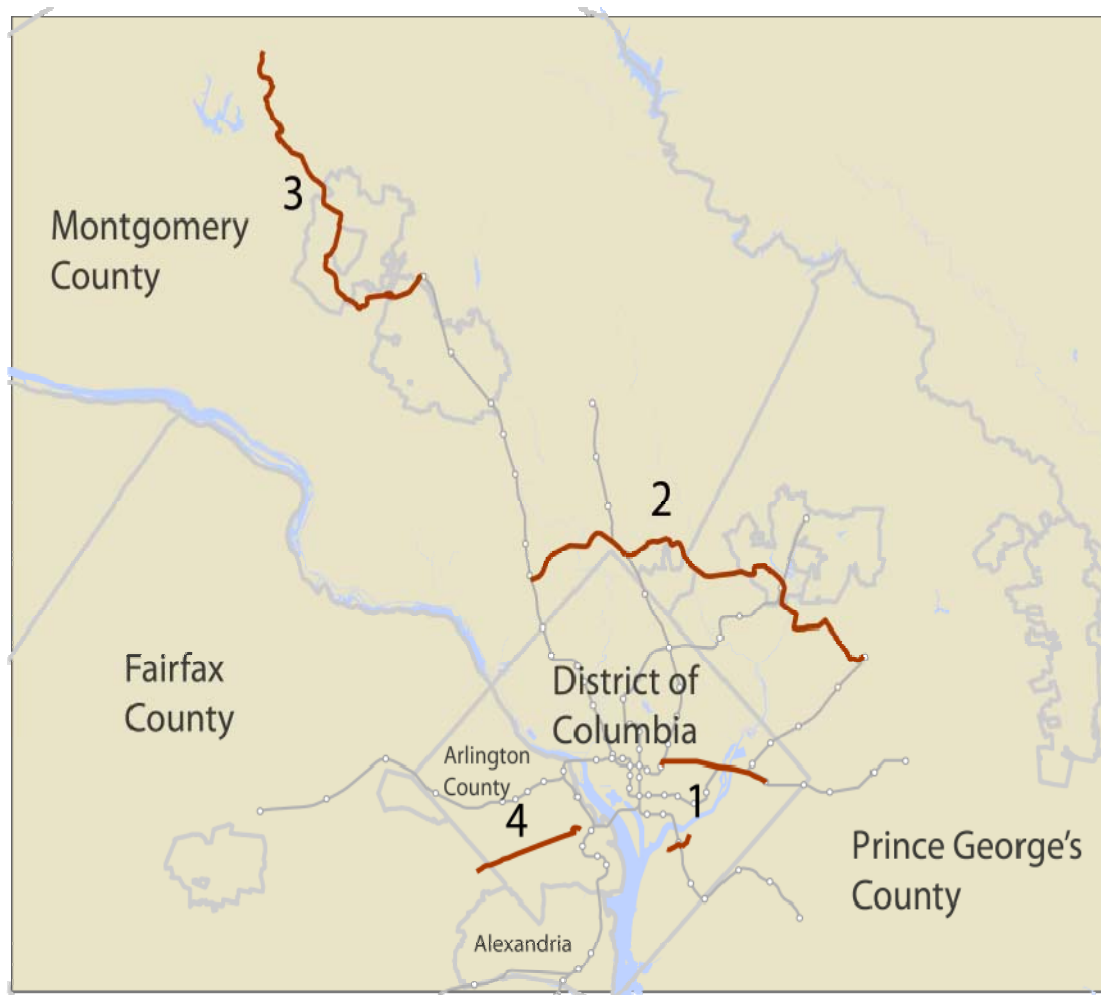 3
Montgomery
County
2
Fairfax
County
District of
Columbia
Arlington
County
1
4
Prince George's
County
Alexandria